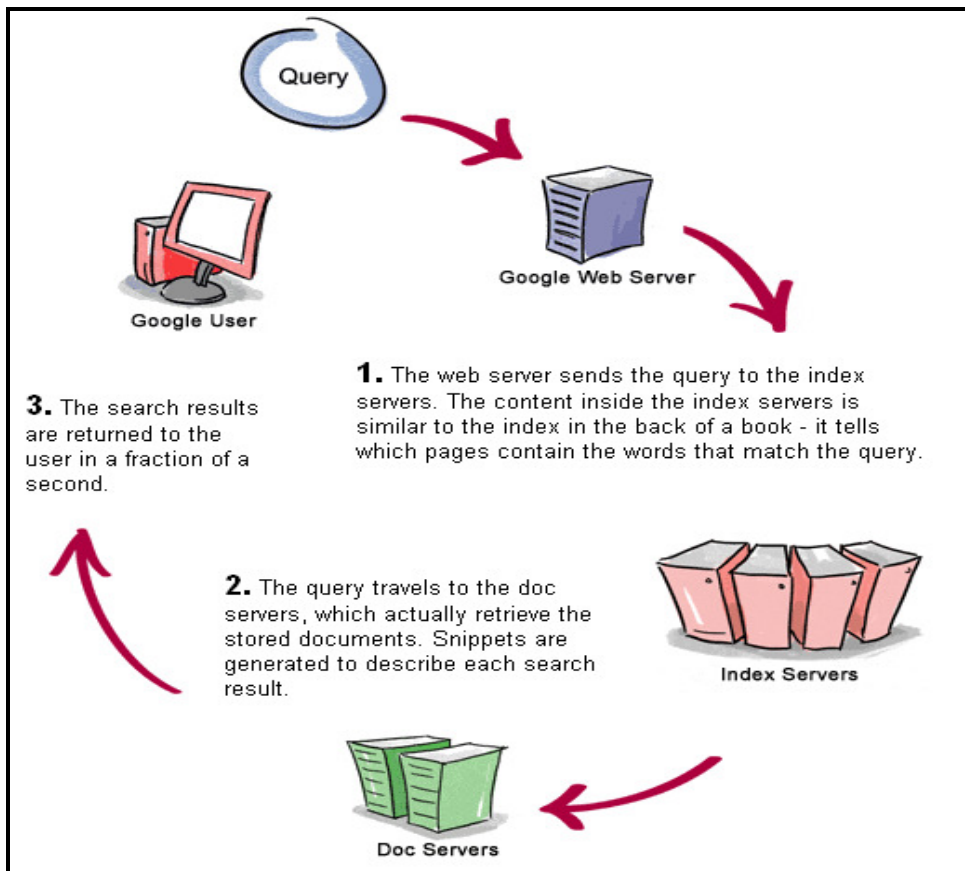 Query
Google Web Server
Google User
1. The web server sends the query to the index
servers. The content inside the index servers is
similar to the index in the back of a book - it tells
which pages contain the words that match the query.
3. The search results
are returned to the
user in a fraction of a
second.
2. The query travels to the doc
servers, which actually retrieve the
stored documents. Snippets are
generated to describe each search
result.
Index Servers
Doc Servers